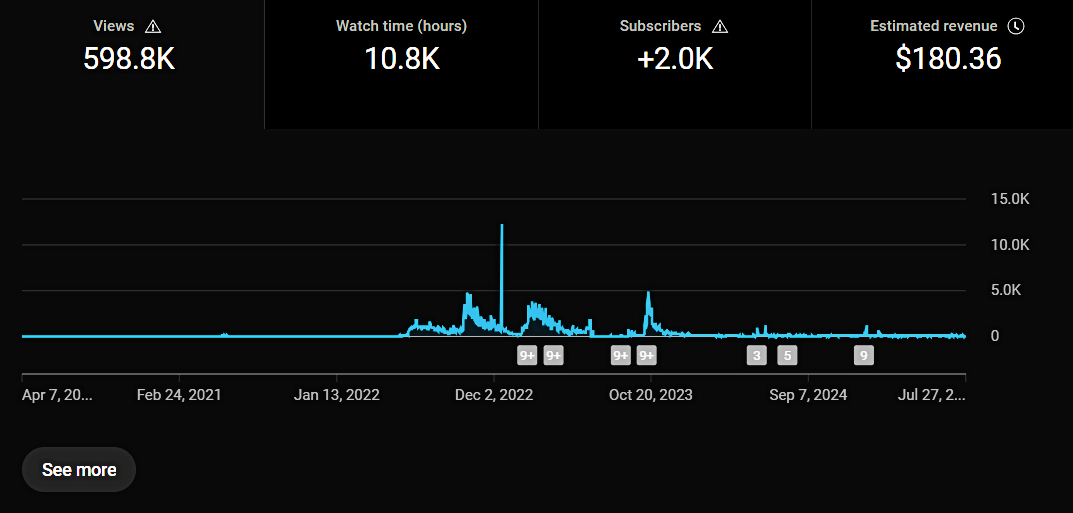 Views Watch time (hours) Subscribers Estimated revenue
598.8K 10.8K +2.0K $180.36
15.0K
10.0K
5.0K
0
9+ 9+ 9+ 9+ 3 5 9
Apr 7, 20... Feb 24, 2021 Jan 13, 2022 Dec 2, 2022 Oct 20, 2023 Sep 7, 2024 Jul 27, 2...
See more